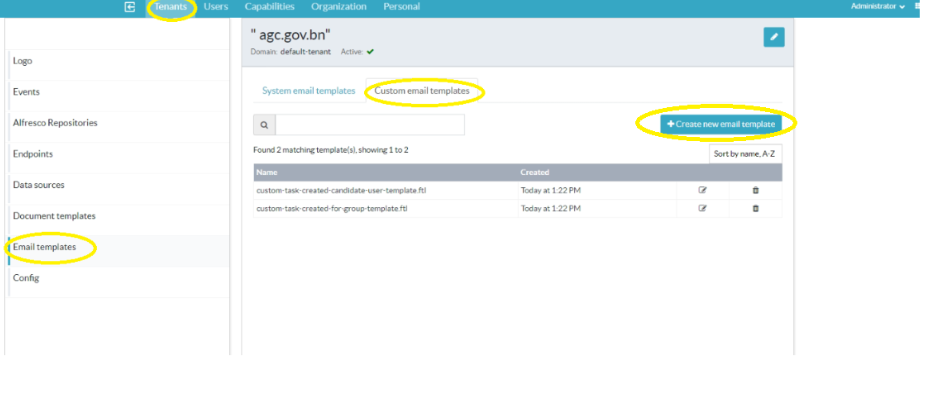 Tenants Users Capabilities Organization Personal Administrator
" agc.gov.bn"
Domain: default-tenant Active:
Logo
Events
Alfresco Repositories
Endpoints
Data sources
Document templates
Email templates
Config
System email templates Custom email templates
+Create new email template
Found 2 matching template(s), showing 1 to 2
Sort by name, A-Z
Name Created
custom-task-created-candidate-user-template.ftl Today at 1:22 PM
custom-task-created-for-group-template.ftl Today at 1:22 PM